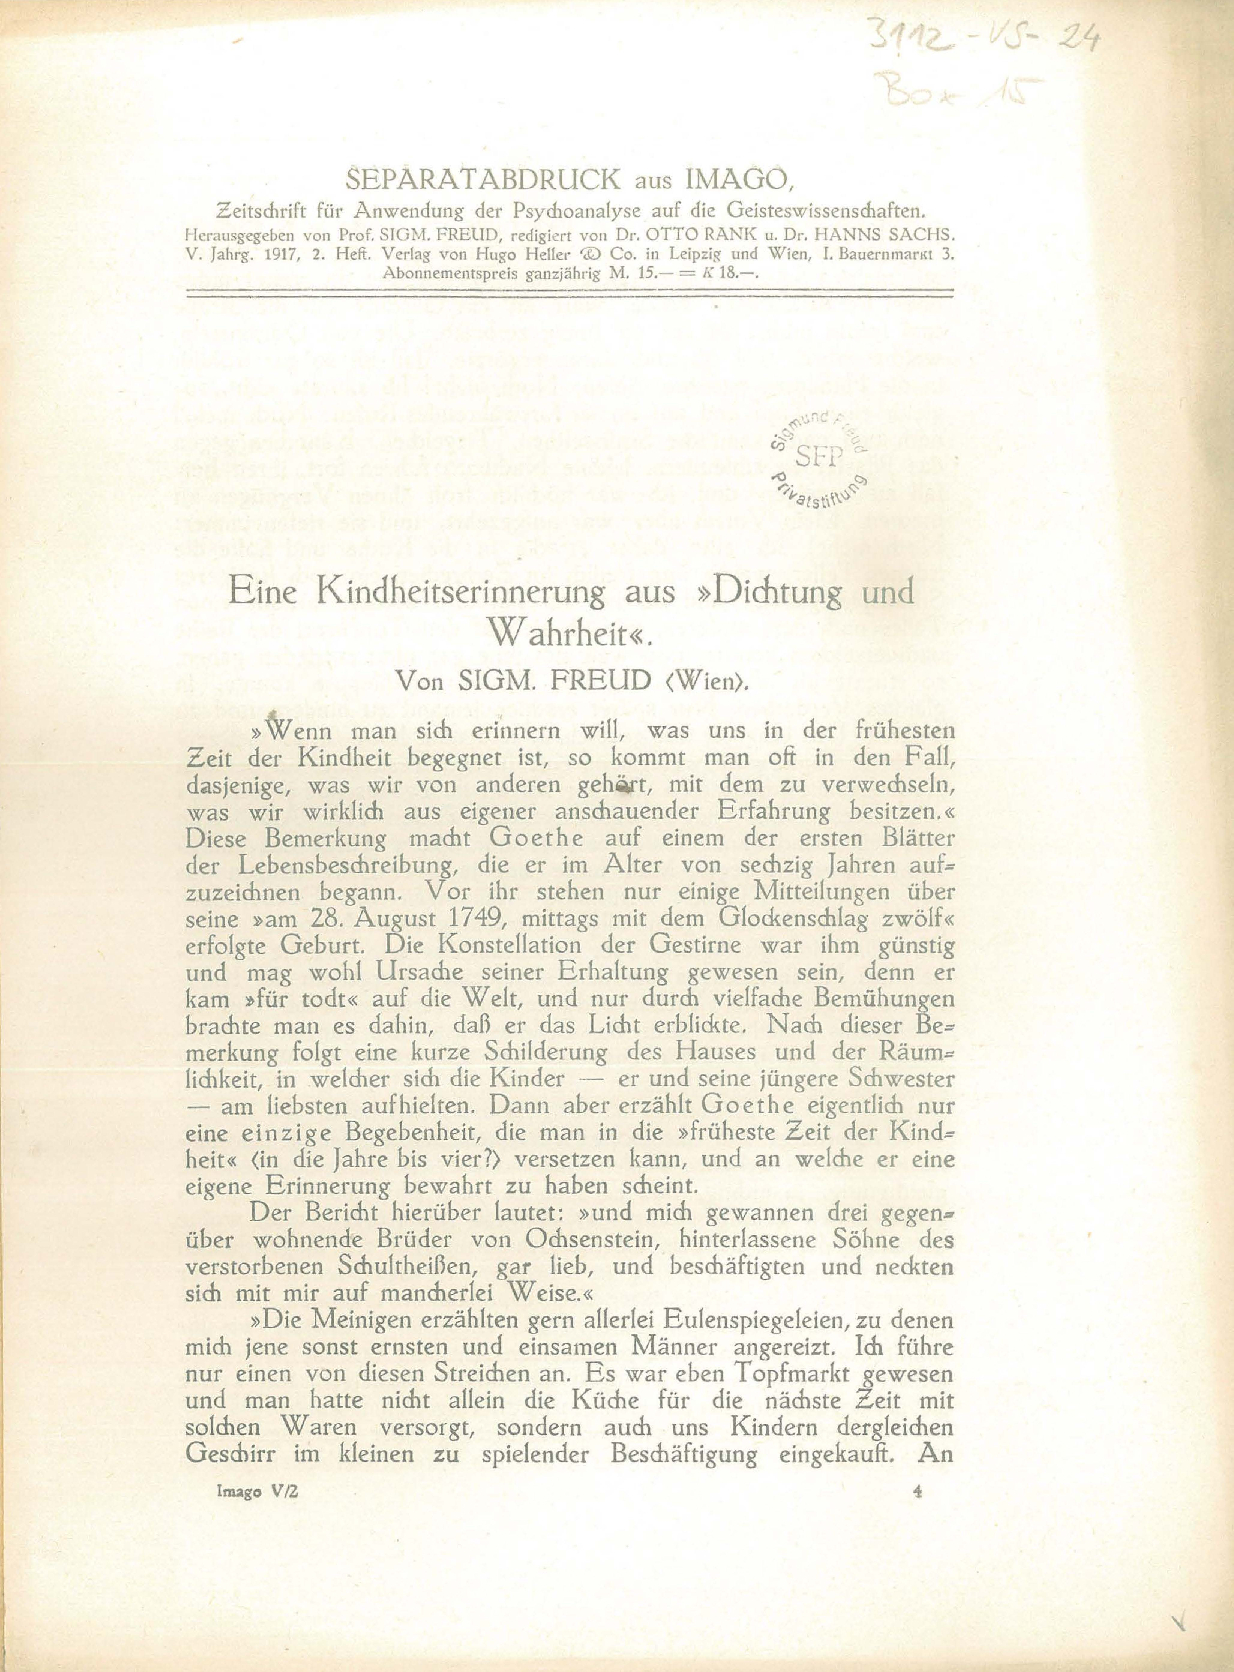 3112-VS-24
Box 15
SEPARATABDRUCK aus IMAGO,
Zeitschrift für Anwendung der Psychoanalyse auf die Geisteswissenschaften.
Herausgegeben von Prof. SIGM. FREUD, redigiert von Dr. OTTO RANK u. Dr. HANNS SACHS.
V. Jahrg. 1917, 2. Heft. Verlag von Hugo Heller & Co. in Leipzig und Wien, I. Bauernmarkt 3.
Abonnementspreis ganzjährig M. 15.— = K 18.—.
Sigmund Freud
SFP
Privatstiftung
Eine Kindheitserinnerung aus »Dichtung und
Wahrheit«.
Von SIGM. FREUD (Wien).
»Wenn man sich erinnern will, was uns in der frühesten
Zeit der Kindheit begegnet ist, so kommt man oft in den Fall,
dasjenige, was wir von anderen gehört, mit dem zu verwechseln,
was wir wirklich aus eigener anschauender Erfahrung besitzen.«
Diese Bemerkung macht Goethe auf einem der ersten Blätter
der Lebensbeschreibung, die er im Alter von sechzig Jahren auf-
zuzeichnen begann. Vor ihr stehen nur einige Mitteilungen über
seine »am 28. August 1749, mittags mit dem Glockenschlag zwölf«
erfolgte Geburt. Die Konstellation der Gestirne war ihm günstig
und mag wohl Ursache seiner Erhaltung gewesen sein, denn er
kam »für todt« auf die Welt, und nur durch vielfache Bemühungen
brachte man es dahin, daß er das Licht erblickte. Nach dieser Be-
merkung folgt eine kurze Schilderung des Hauses und der Räum-
lichkeit, in welcher sich die Kinder — er und seine jüngere Schwester
— am liebsten aufhielten. Dann aber erzählt Goethe eigentlich nur
eine einzige Begebenheit, die man in die »früheste Zeit der Kind-
heit« (in die Jahre bis vier?) versetzen kann, und an welche er eine
eigene Erinnerung bewahrt zu haben scheint.
Der Bericht hierüber lautet: »und mich gewannen drei gegen-
über wohnende Brüder von Ochsenstein, hinterlassene Söhne des
verstorbenen Schultheißen, gar lieb, und beschäftigten und neckten
sich mit mir auf mancherlei Weise.«
»Die Meinigen erzählten gern allerlei Eulenspiegeleien, zu denen
mich jene sonst ernsten und einsamen Männer angereizt. Ich führe
nur einen von diesen Streichen an. Es war eben Topfmarkt gewesen
und man hatte nicht allein die Küche für die nächste Zeit mit
solchen Waren versorgt, sondern auch uns Kindern dergleichen
Geschirr im kleinen zu spielender Beschäftigung eingekauft. An
Imago V/2 4